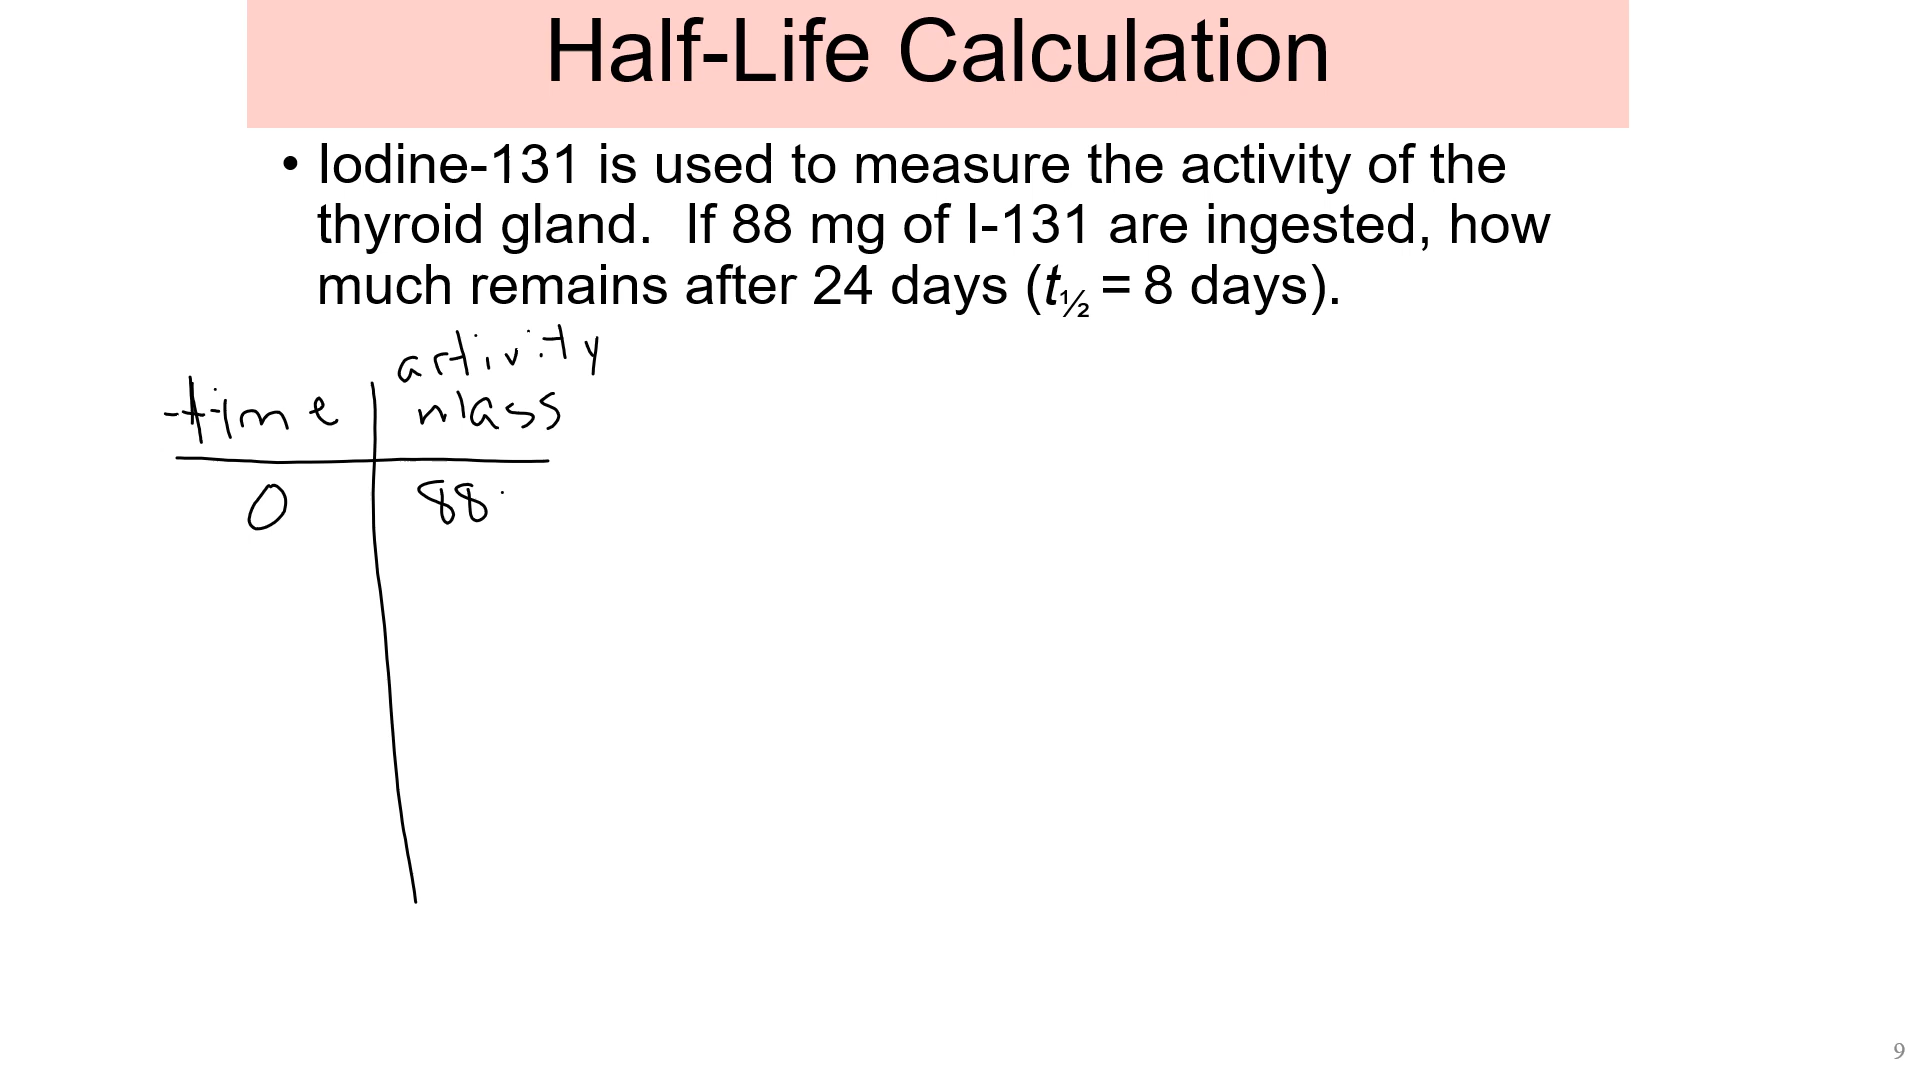 Half-Life Calculation
• Iodine-131 is used to measure the activity of the
thyroid gland.  If 88 mg of I-131 are ingested, how
much remains after 24 days (t½ = 8 days).
activity
time mass
0 88
9